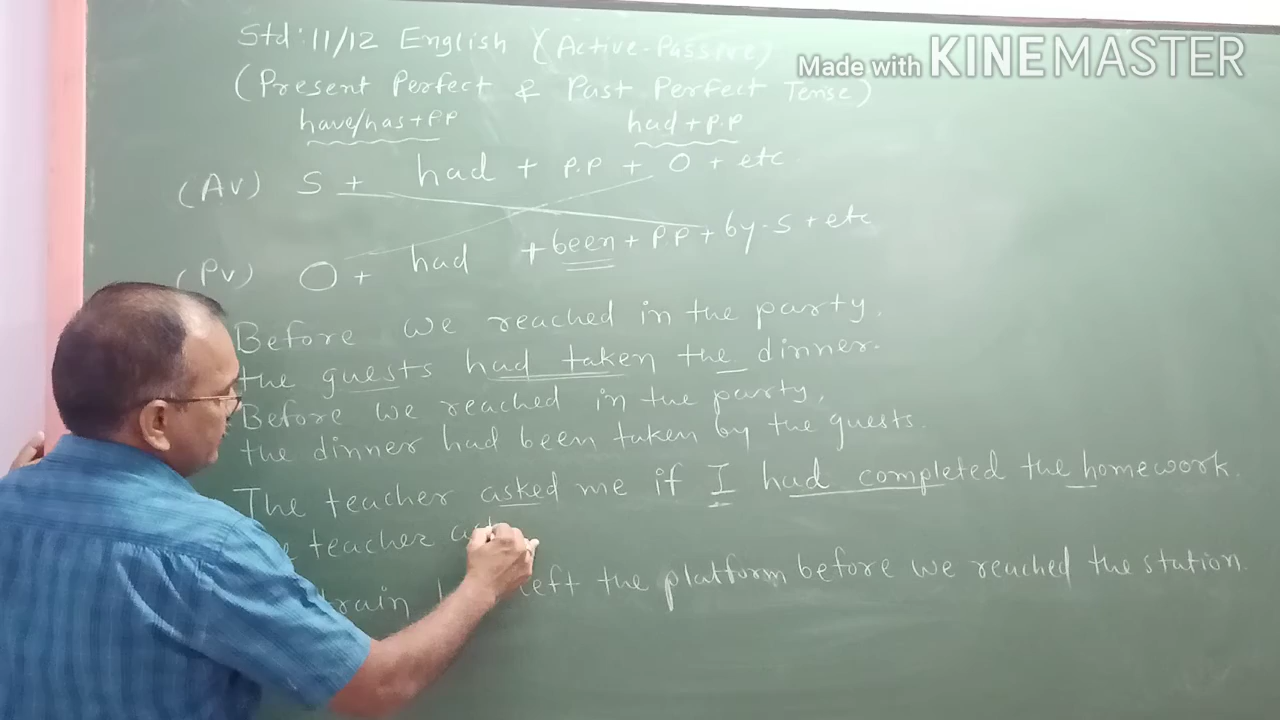 Std:11/12 English (Active-Passive)
Made with KINEMASTER
(Present Perfect & Past Perfect Tense)
have/has+P.P had+P.P
(Av) S + had + P.P + O + etc
(Pv) O + had + been + P.P + by.S + etc
Before we reached in the party,
the guests had taken the dinner.
Before we reached in the party,
the dinner had been taken by the guests.
The teacher asked me if I had completed the homework.
teacher
train left the platform before we reached the station.